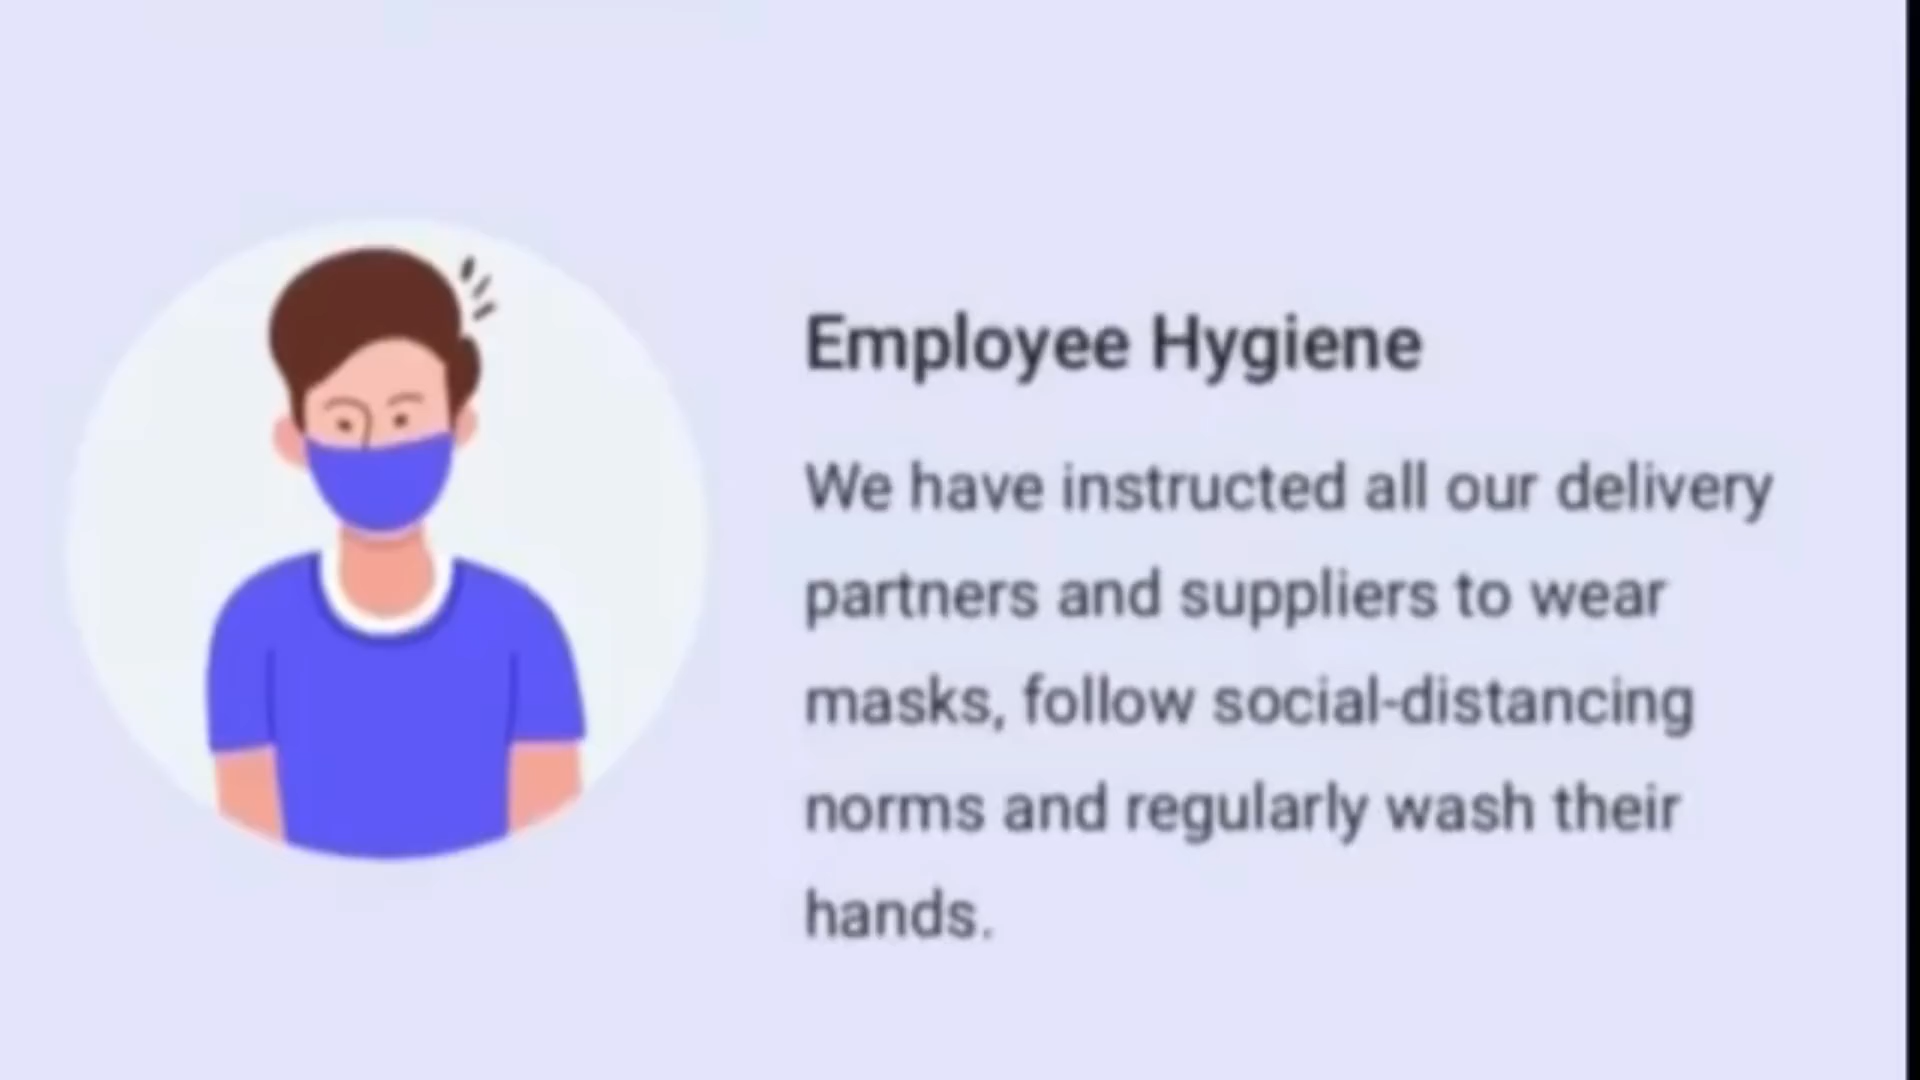 Employee Hygiene
We have instructed all our delivery
partners and suppliers to wear
masks, follow social-distancing
norms and regularly wash their
hands.